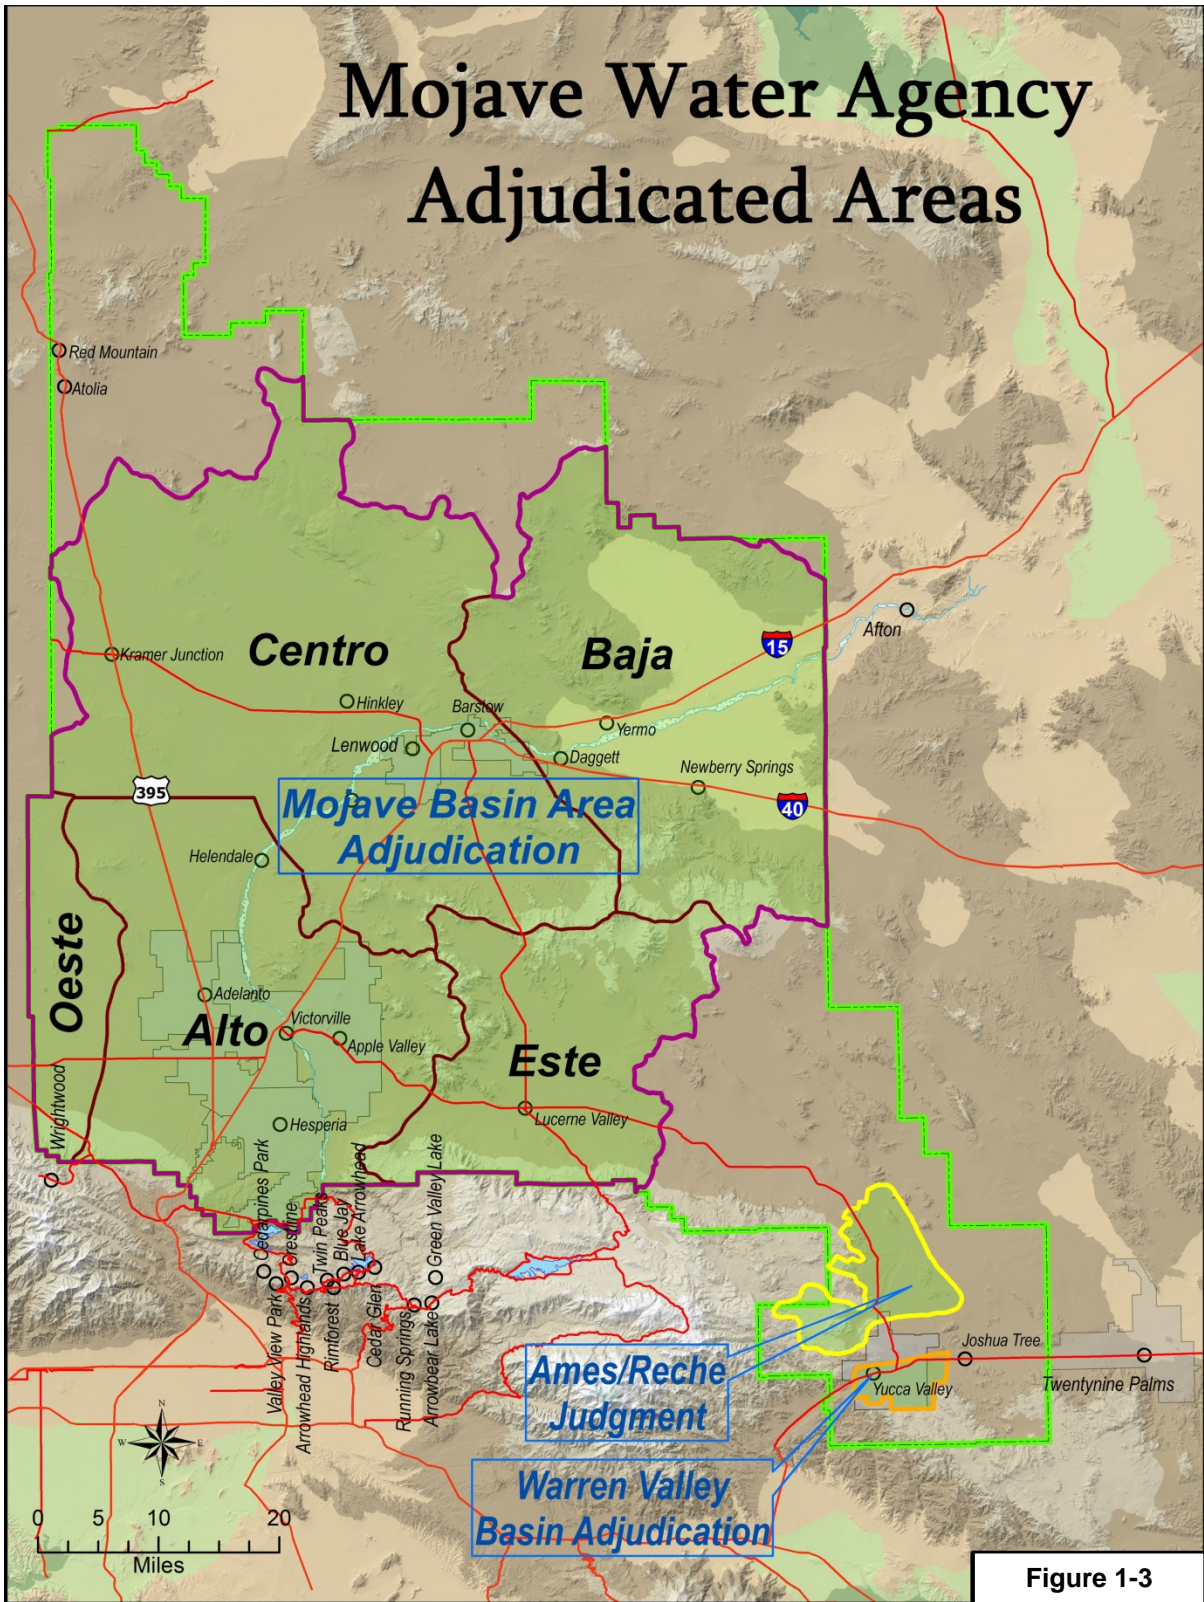 Mojave Water Agency
Adjudicated Areas
Red Mountain
Atolia
Centro
Baja
15
Afton
Kramer Junction
Hinkley
Barstow
Yermo
Lenwood
Daggett
Newberry Springs
395
40
Mojave Basin Area
Adjudication
Helendale
Oeste
Adelanto
Alto
Victorville
Apple Valley
Este
Wrightwood
Hesperia
Lucerne Valley
Cedarpines Park
Crestline
Twin Peaks
Blue Jay
Lake Arrowhead
Green Valley Lake
Valley View Park
Arrowhead Highlands
Rimforest
Cedar Glen
Running Springs
Arrowbear Lake
Ames/Reche
Judgment
Joshua Tree
Yucca Valley
Twentynine Palms
Warren Valley
Basin Adjudication
N
W
E
S
0 5 10 20
Miles
Figure 1-3